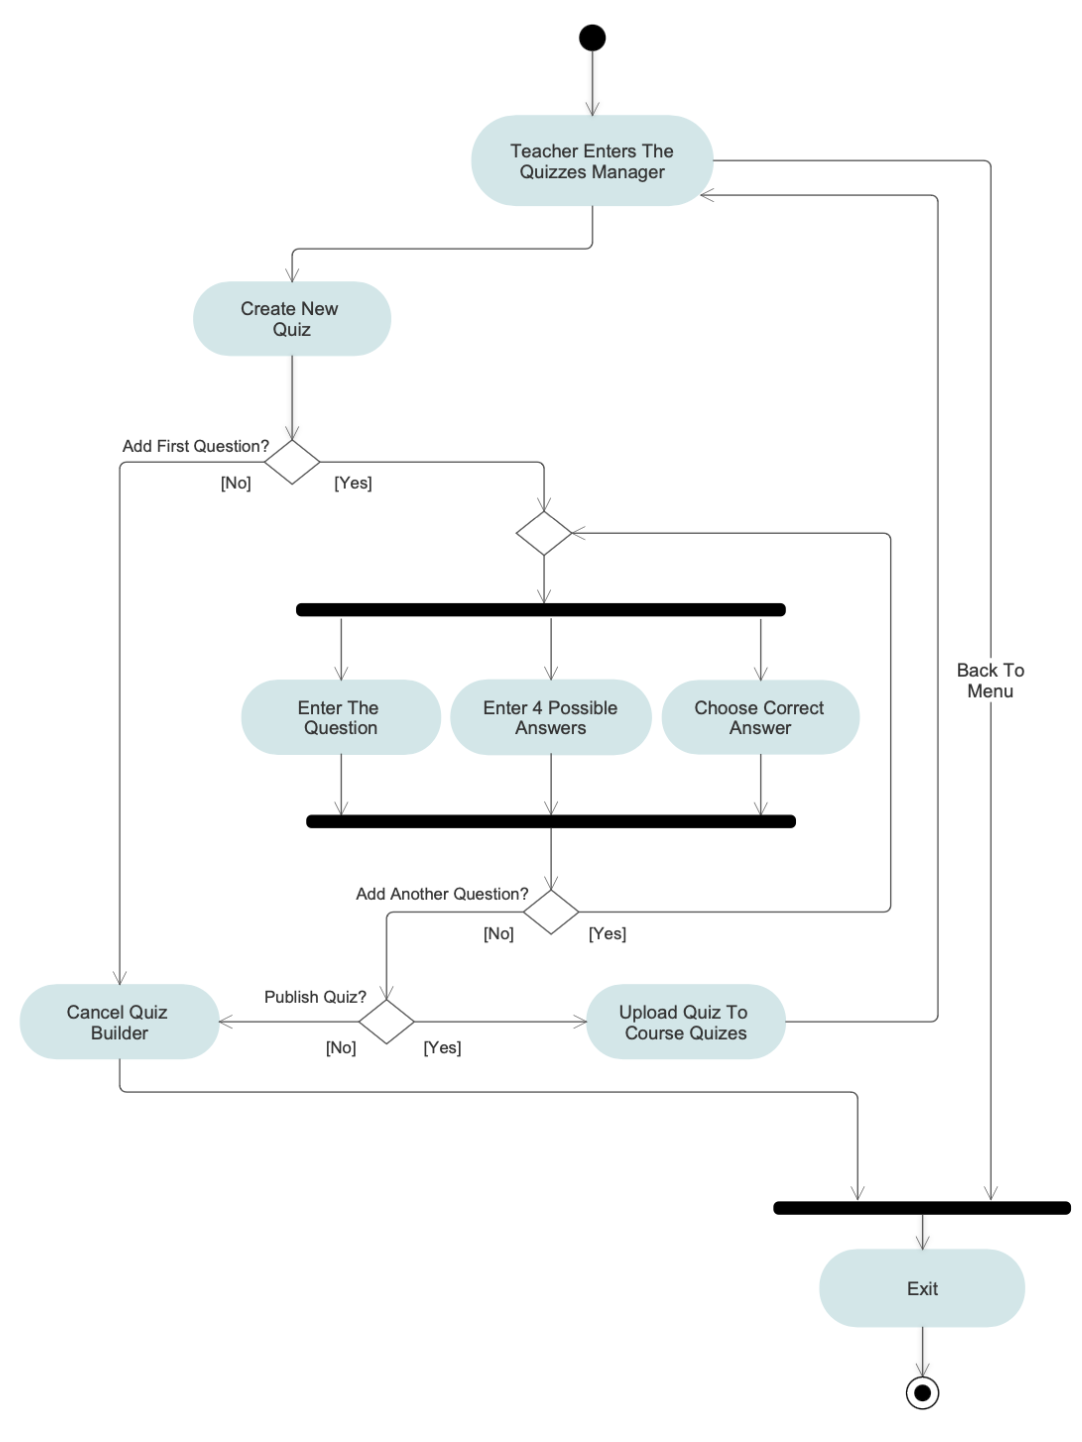 Teacher Enters The
Quizzes Manager
Create New
Quiz
Add First Question?
[No]
[Yes]
Enter The
Question
Enter 4 Possible
Answers
Choose Correct
Answer
Back To
Menu
Add Another Question?
[No]
[Yes]
Cancel Quiz
Builder
Publish Quiz?
[No]
[Yes]
Upload Quiz To
Course Quizes
Exit